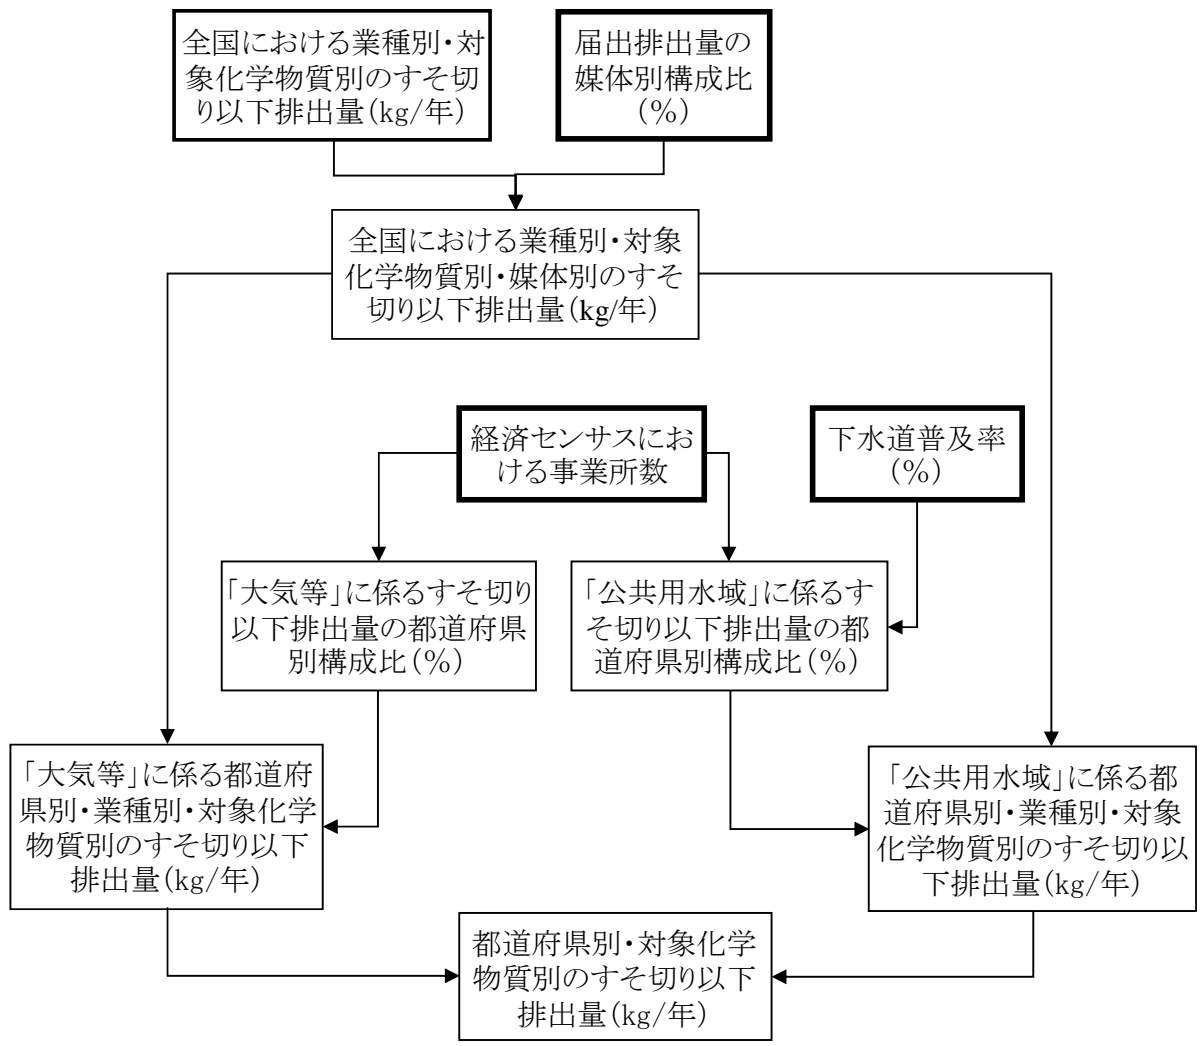 全国における業種別・対
象化学物質別のすそ切
り以下排出量(kg/年)
届出排出量の
媒体別構成比
(%)
全国における業種別・対象
化学物質別・媒体別のすそ
切り以下排出量(kg/年)
経済センサスにお
ける事業所数
下水道普及率
(%)
「大気等」に係るすそ切り
以下排出量の都道府県
別構成比(%)
「公共用水域」に係るす
そ切り以下排出量の都
道府県別構成比(%)
「大気等」に係る都道府
県別・業種別・対象化学
物質別のすそ切り以下
排出量(kg/年)
「公共用水域」に係る都
道府県別・業種別・対象
化学物質別のすそ切り以
下排出量(kg/年)
都道府県別・対象化学
物質別のすそ切り以下
排出量(kg/年)